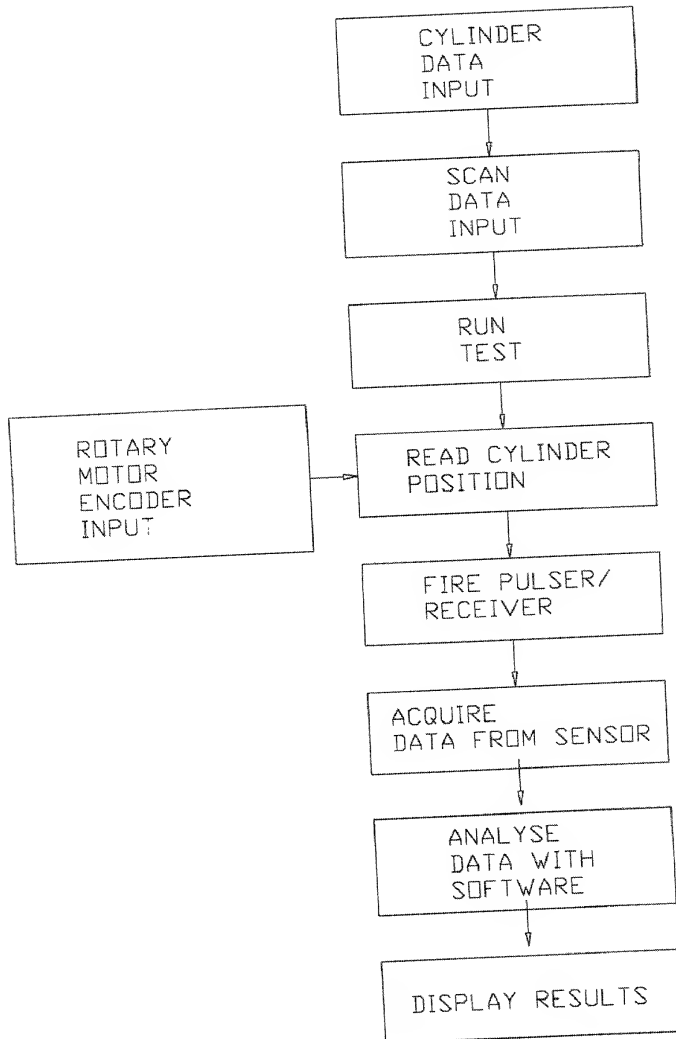 CYLINDER
DATA
INPUT
SCAN
DATA
INPUT
RUN
TEST
ROTARY
MOTOR
ENCODER
INPUT
READ CYLINDER
POSITION
FIRE PULSER/
RECEIVER
ACQUIRE
DATA FROM SENSOR
ANALYSE
DATA WITH
SOFTWARE
DISPLAY RESULTS